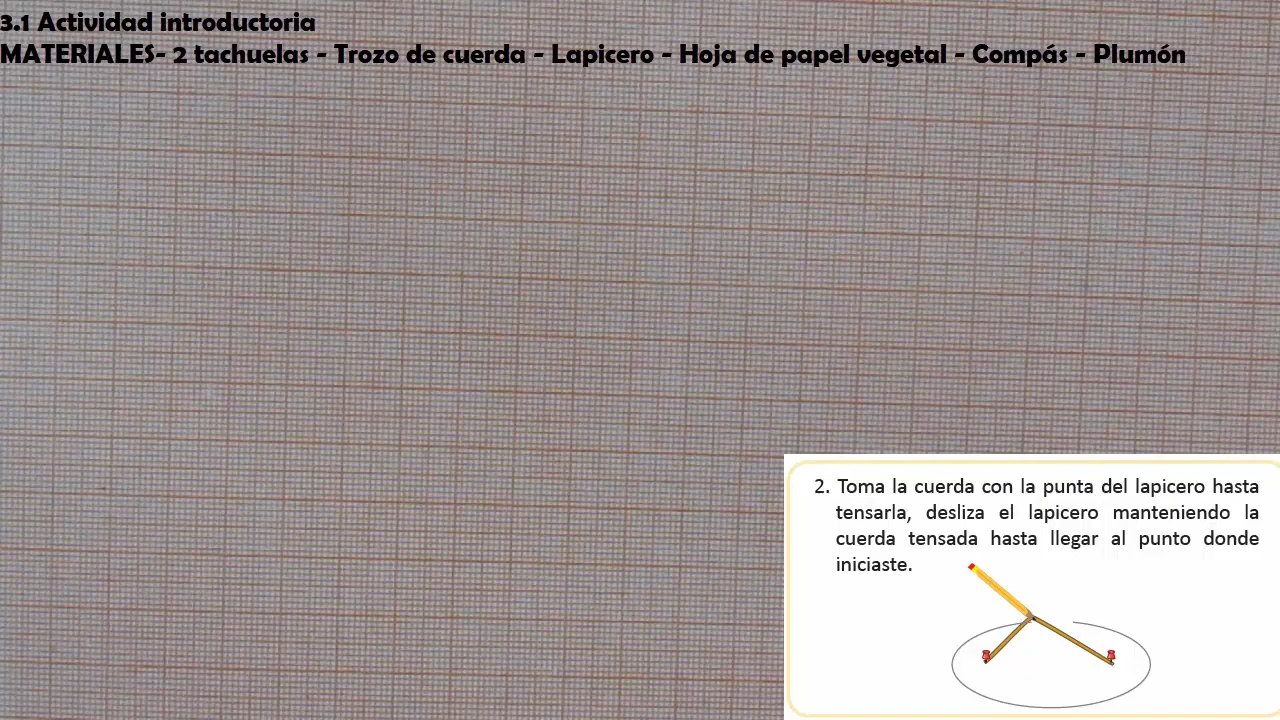 3.1 Actividad introductoria
MATERIALES- 2 tachuelas - Trozo de cuerda - Lapicero - Hoja de papel vegetal - Compás - Plumón
2. Toma la cuerda con la punta del lapicero hasta
tensarla, desliza el lapicero manteniendo la
cuerda tensada hasta llegar al punto donde
iniciaste.